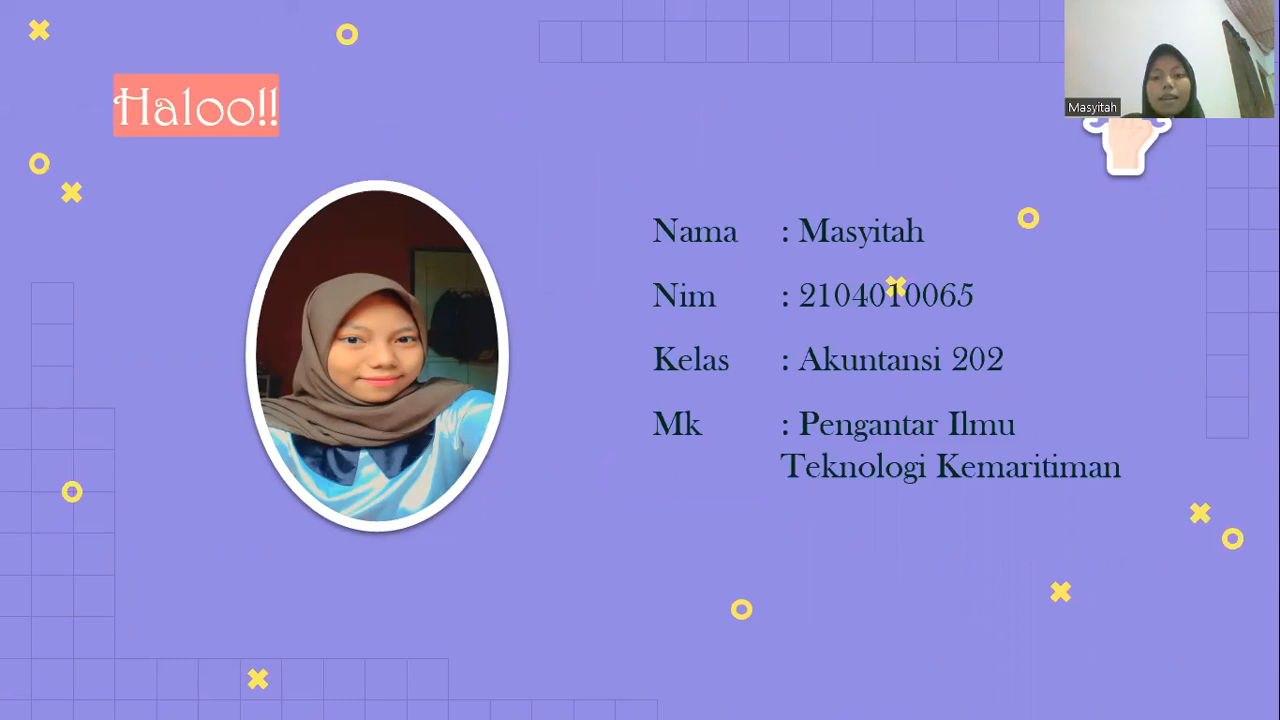 Haloo!!
Masyitah
Nama : Masyitah
Nim : 2104010065
Kelas : Akuntansi 202
Mk : Pengantar Ilmu
Teknologi Kemaritiman